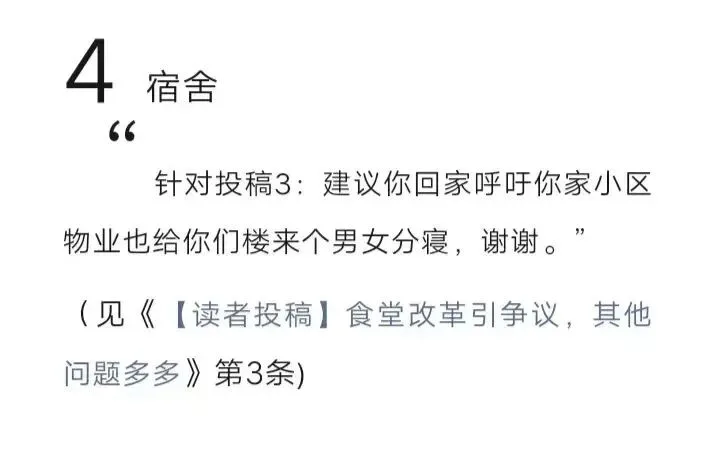 4 宿舍
“
针对投稿3：建议你回家呼吁你家小区
物业也给你们楼来个男女分寝，谢谢。”
（见《【读者投稿】食堂改革引争议，其他
问题多多》第3条)